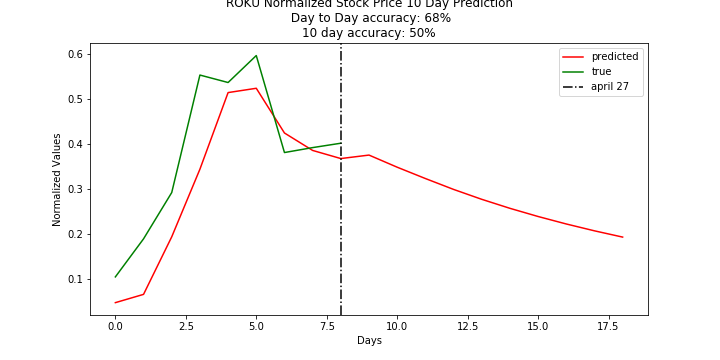 ROKU Normalized Stock Price 10 Day Prediction
Day to Day accuracy: 68%
10 day accuracy: 50%
predicted
true
april 27
Normalized Values
0.6
0.5
0.4
0.3
0.2
0.1
0.0 2.5 5.0 7.5 10.0 12.5 15.0 17.5
Days